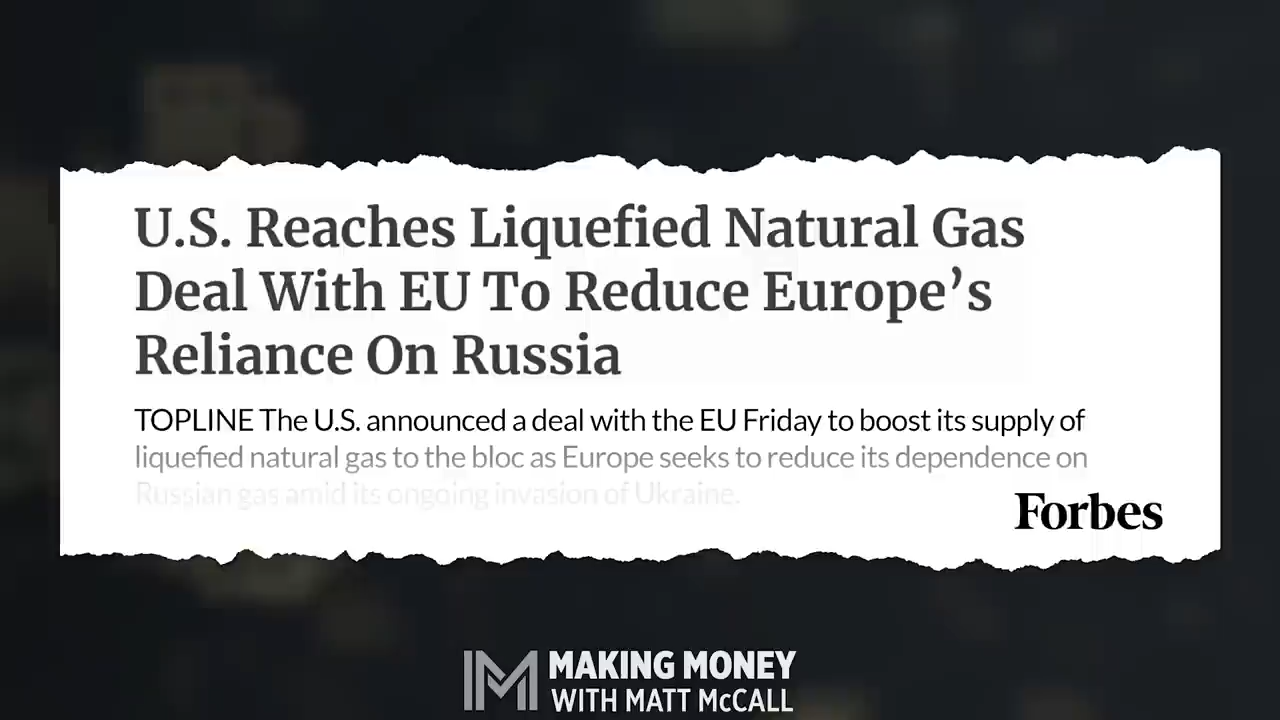 U.S. Reaches Liquefied Natural Gas
Deal With EU To Reduce Europe’s
Reliance On Russia
TOPLINE The U.S. announced a deal with the EU Friday to boost its supply of
liquefied natural gas to the bloc as Europe seeks to reduce its dependence on
Russian gas amid its ongoing invasion of Ukraine.
Forbes
MAKING MONEY
WITH MATT McCALL